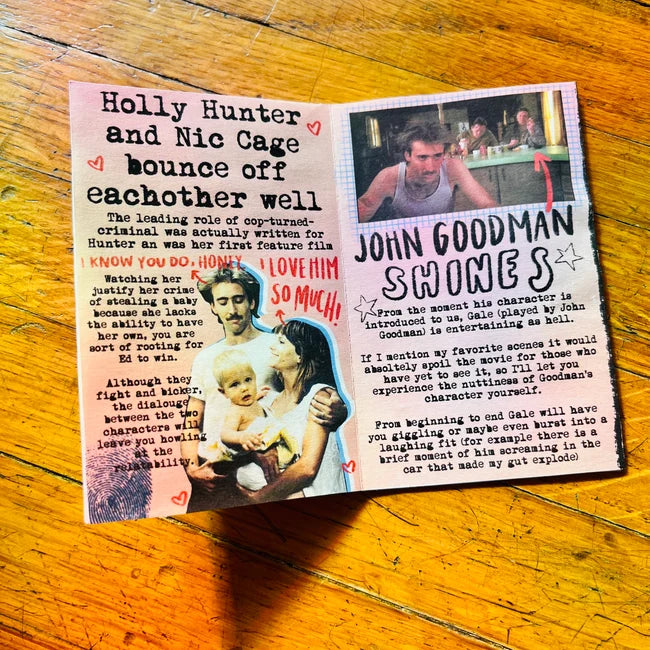 Holly Hunter
and Nic Cage
bounce off
eachother well
The leading role of cop-turned-
criminal was actually written for
Hunter an was her first feature film
I KNOW YOU DO, HONEY
I LOVE HIM
SO MUCH!
Watching her
justify her crime
of stealing a baby
because she lacks
the ability to have
her own, you are
sort of rooting for
Ed to win.
Although they
fight and bicker,
the dialouge
between the two
characters will
leave you howling
at the
relatability.
JOHN GOODMAN
SHINES
From the moment his character is
introduced to us, Gale (played by John
Goodman) is entertaining as hell.
If I mention my favorite scenes it would
absoltely spoil the movie for those who
have yet to see it, so I'll let you
experience the nuttiness of Goodman's
character yourself.
From beginning to end Gale will have
you giggling or maybe even burst into a
laughing fit (for example there is a
brief moment of him screaming in the
car that made my gut explode)